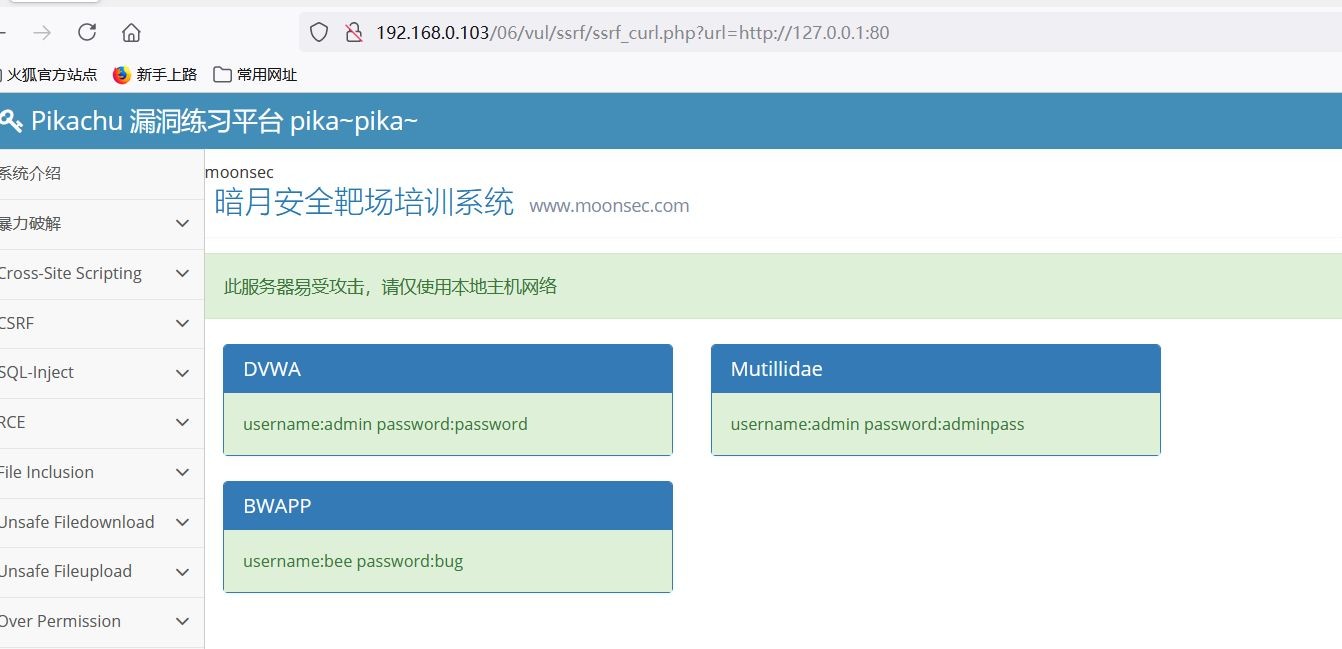 192.168.0.103/06/vul/ssrf/ssrf_curl.php?url=http://127.0.0.1:80
火狐官方站点 新手上路 常用网址
Pikachu 漏洞练习平台 pika~pika~
系统介绍
暴力破解
Cross-Site Scripting
CSRF
SQL-Inject
RCE
File Inclusion
Unsafe Filedownload
Unsafe Fileupload
Over Permission
moonsec
暗月安全靶场培训系统 www.moonsec.com
此服务器易受攻击，请仅使用本地主机网络
DVWA
username:admin password:password
Mutillidae
username:admin password:adminpass
BWAPP
username:bee password:bug